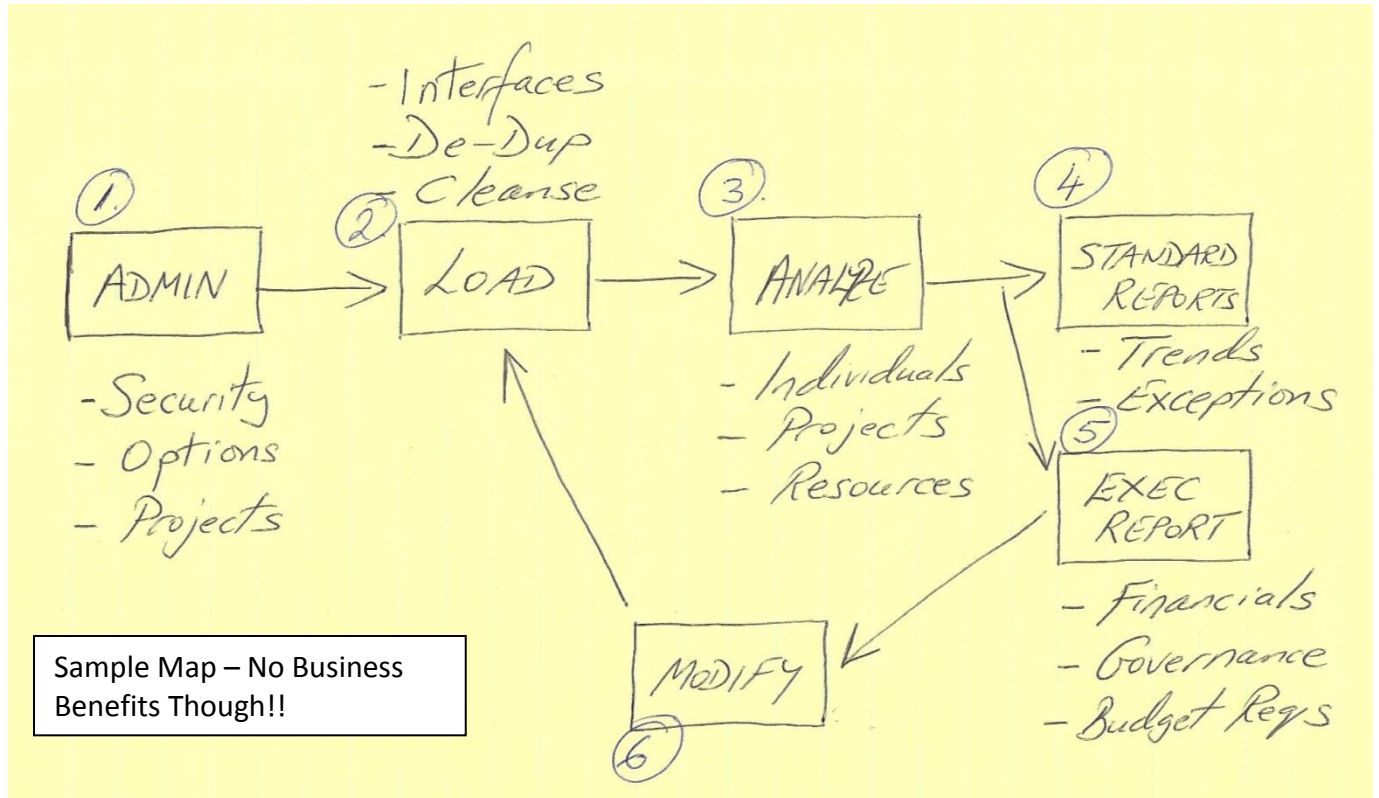 1.
ADMIN
- Security
- Options
- Projects
- Interfaces
- De-Dup
- Cleanse
2
LOAD
3.
ANALYZE
- Individuals
- Projects
- Resources
4
STANDARD
REPORTS
- Trends
- Exceptions
5
EXEC
REPORT
- Financials
- Governance
- Budget Reqs
MODIFY
6
Sample Map – No Business
Benefits Though!!